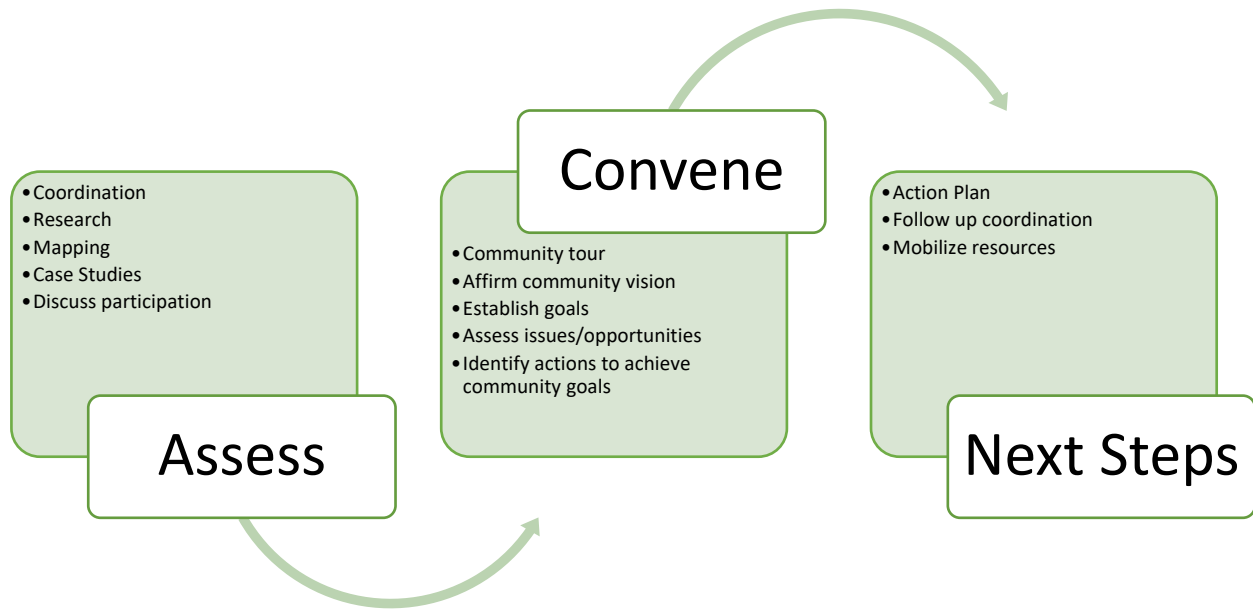 •Coordination
•Research
•Mapping
•Case Studies
•Discuss participation
Assess
Convene
•Community tour
•Affirm community vision
•Establish goals
•Assess issues/opportunities
•Identify actions to achieve
community goals
•Action Plan
•Follow up coordination
•Mobilize resources
Next Steps